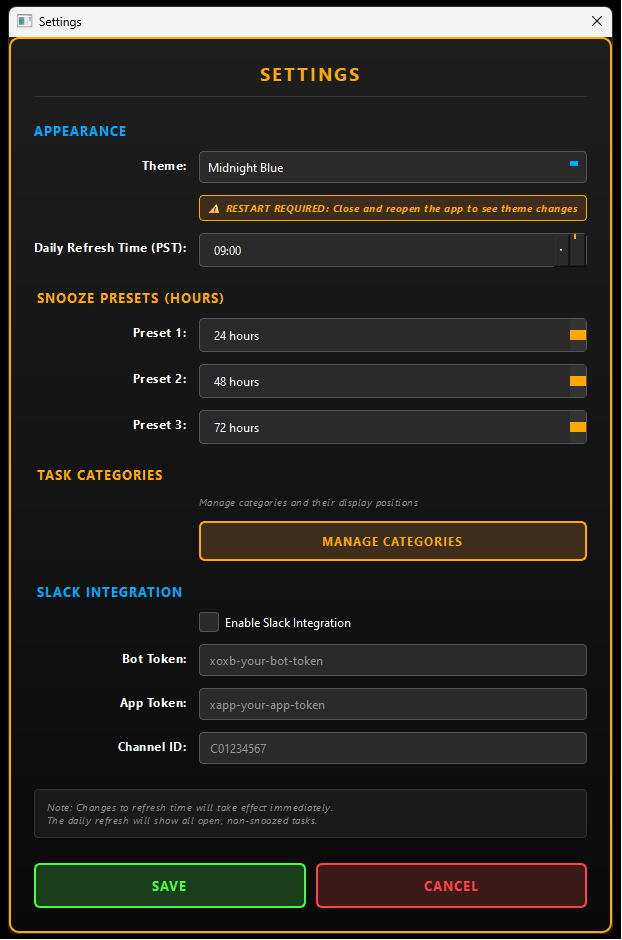 Settings
SETTINGS
APPEARANCE
Theme: Midnight Blue
⚠ RESTART REQUIRED: Close and reopen the app to see theme changes
Daily Refresh Time (PST): 09:00
SNOOZE PRESETS (HOURS)
Preset 1: 24 hours
Preset 2: 48 hours
Preset 3: 72 hours
TASK CATEGORIES
Manage categories and their display positions
MANAGE CATEGORIES
SLACK INTEGRATION
Enable Slack Integration
Bot Token: xoxb-your-bot-token
App Token: xapp-your-app-token
Channel ID: C01234567
Note: Changes to refresh time will take effect immediately.
The daily refresh will show all open, non-snoozed tasks.
SAVE CANCEL